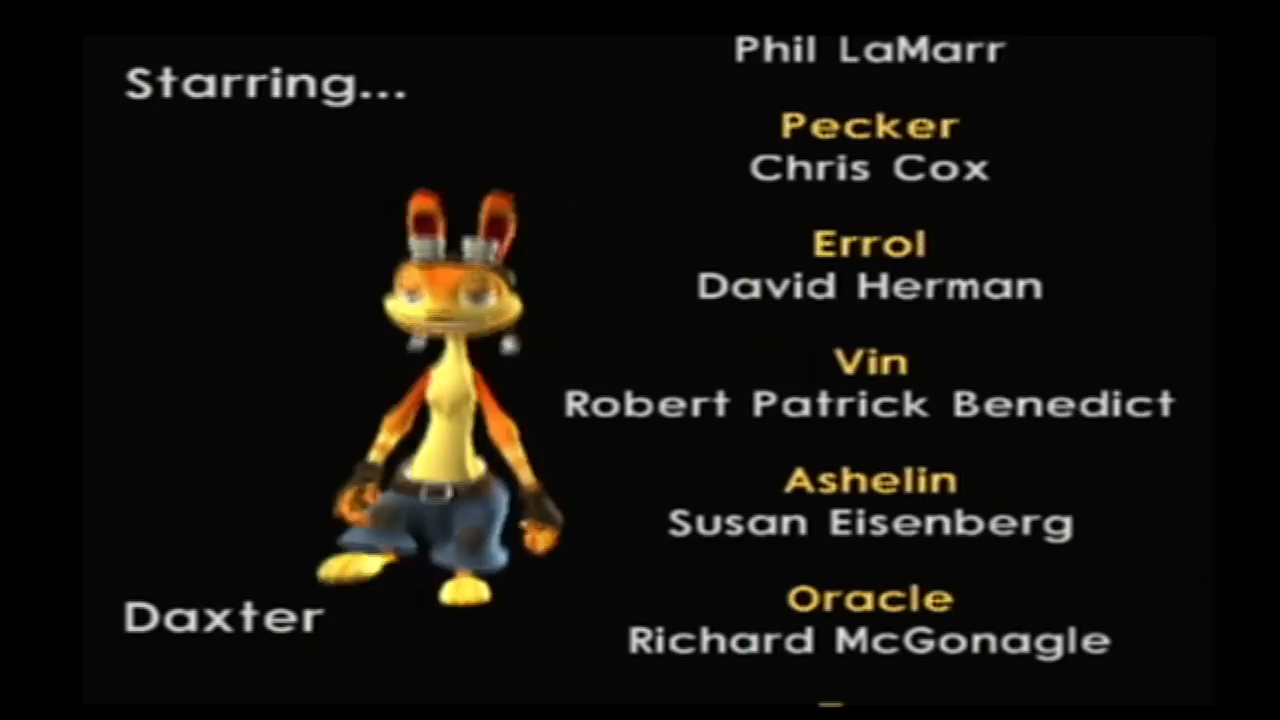 Starring...
Daxter
Phil LaMarr
Pecker
Chris Cox
Errol
David Herman
Vin
Robert Patrick Benedict
Ashelin
Susan Eisenberg
Oracle
Richard McGonagle